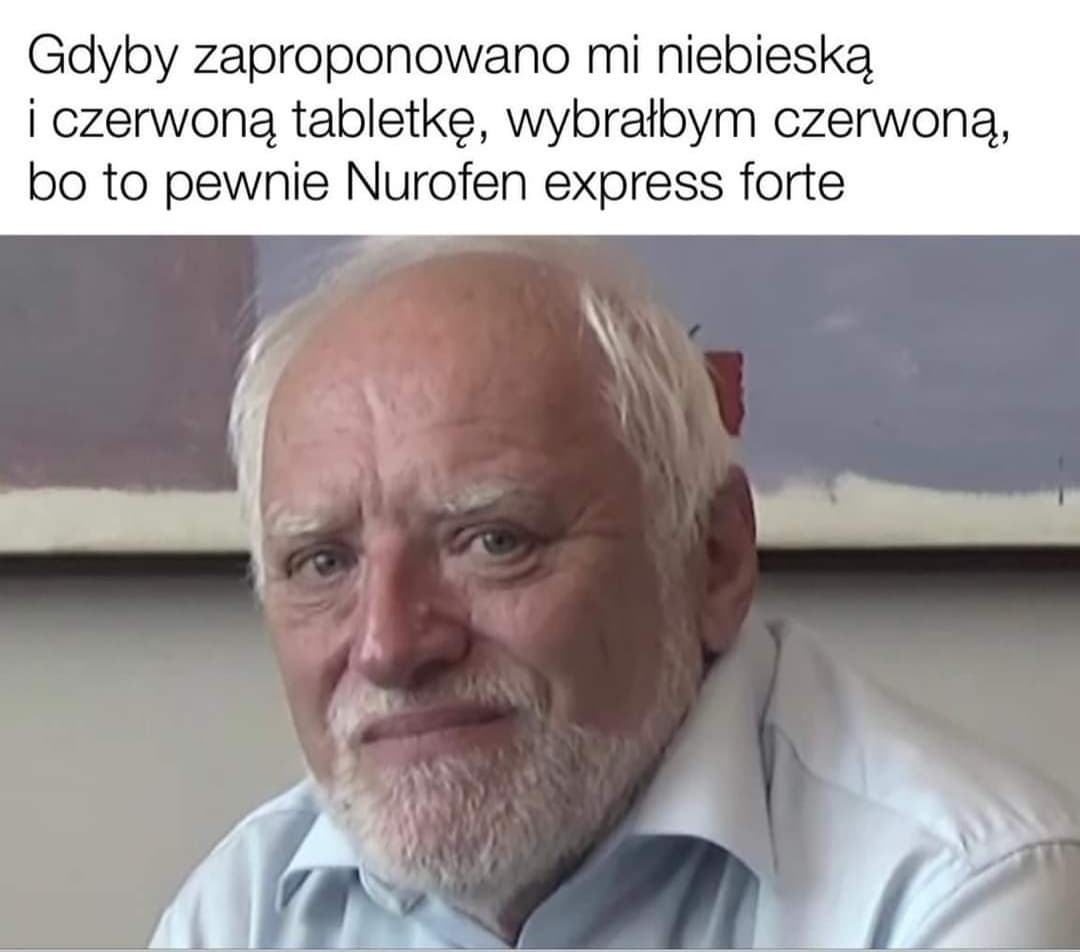 Gdyby zaproponowano mi niebieską
i czerwoną tabletkę, wybrałbym czerwoną,
bo to pewnie Nurofen express forte